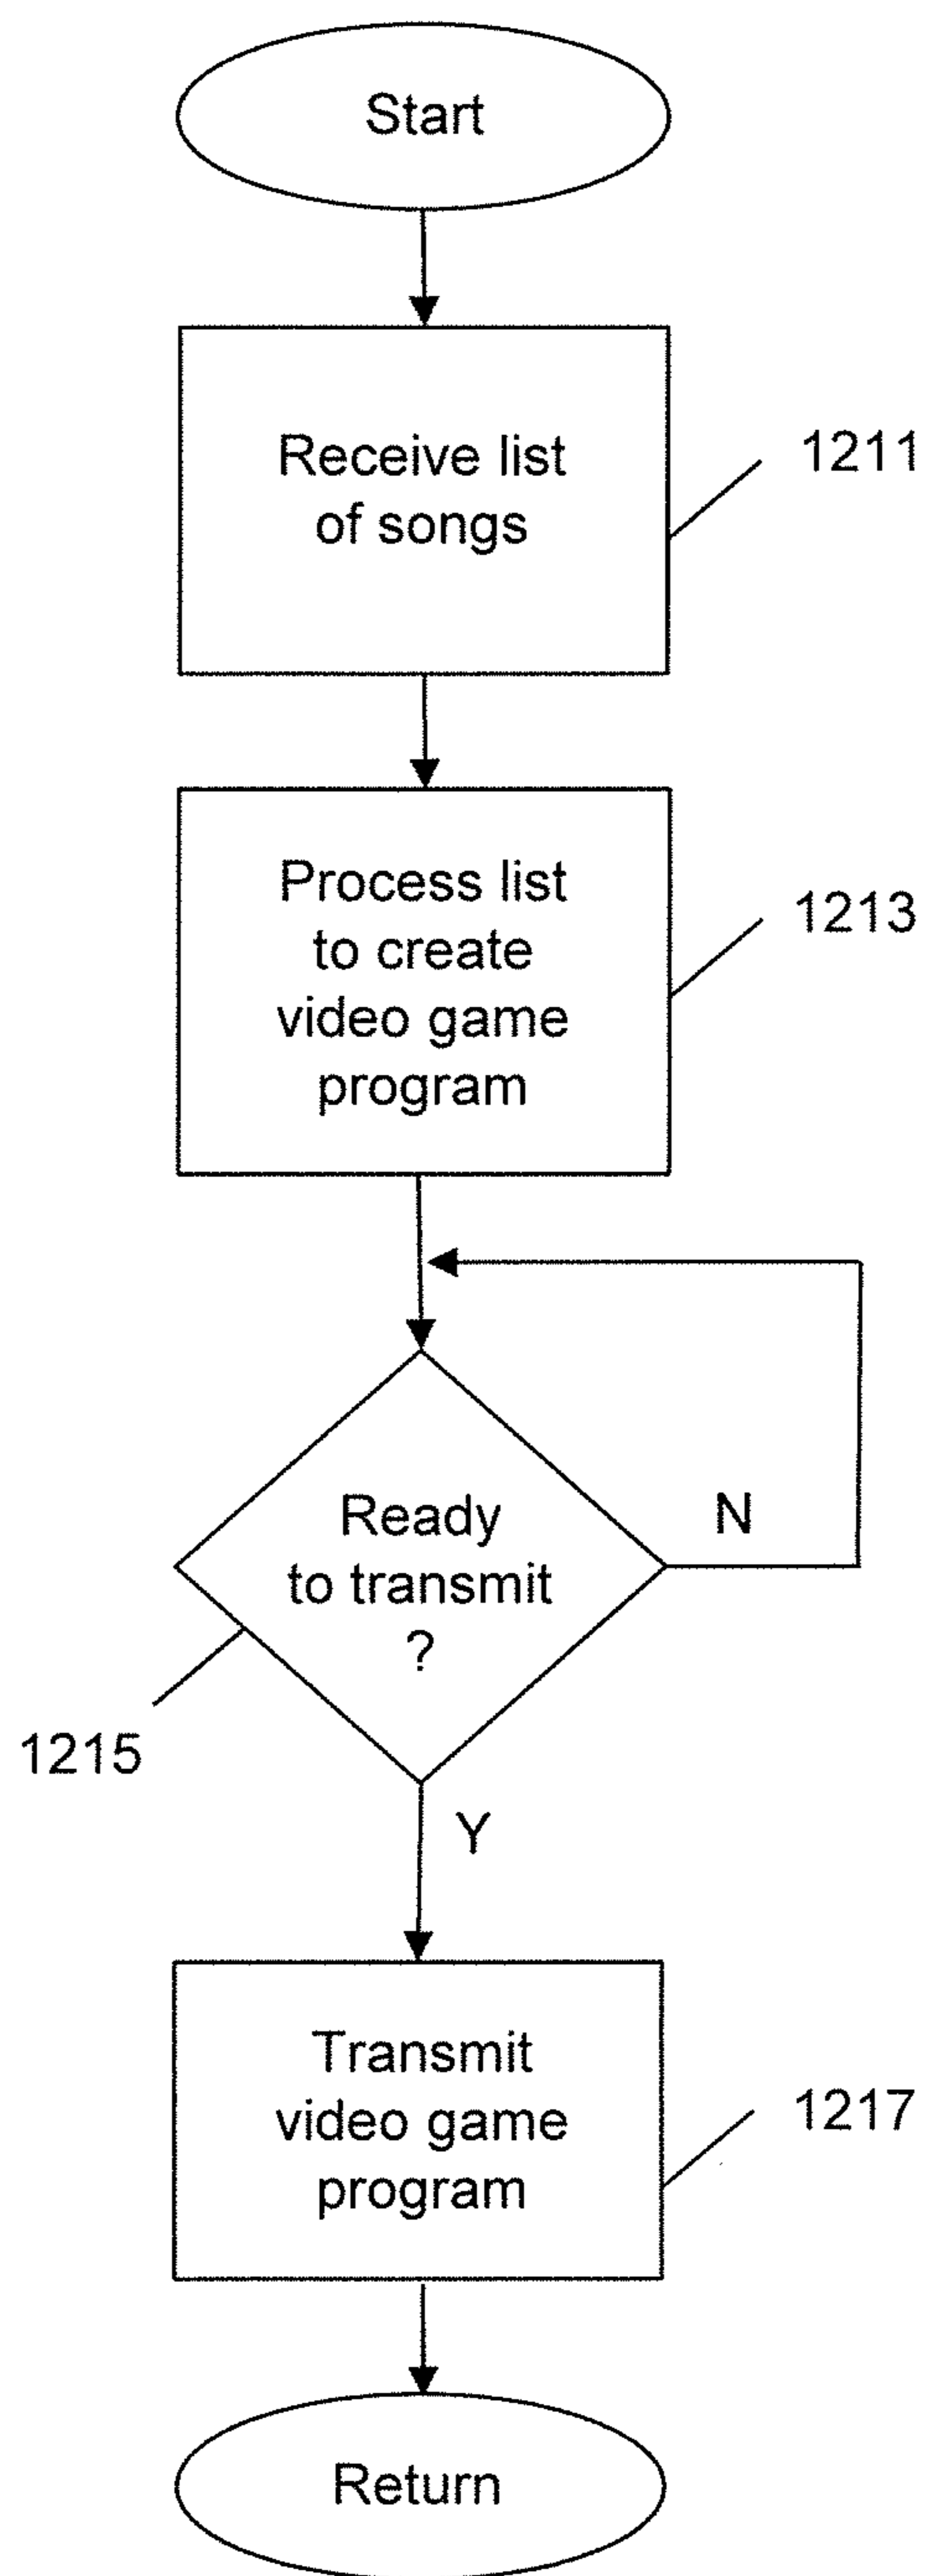 Start
Receive list
of songs
1211
Process list
to create
video game
program
1213
Ready
to transmit
?
N
1215
Y
Transmit
video game
program
1217
Return